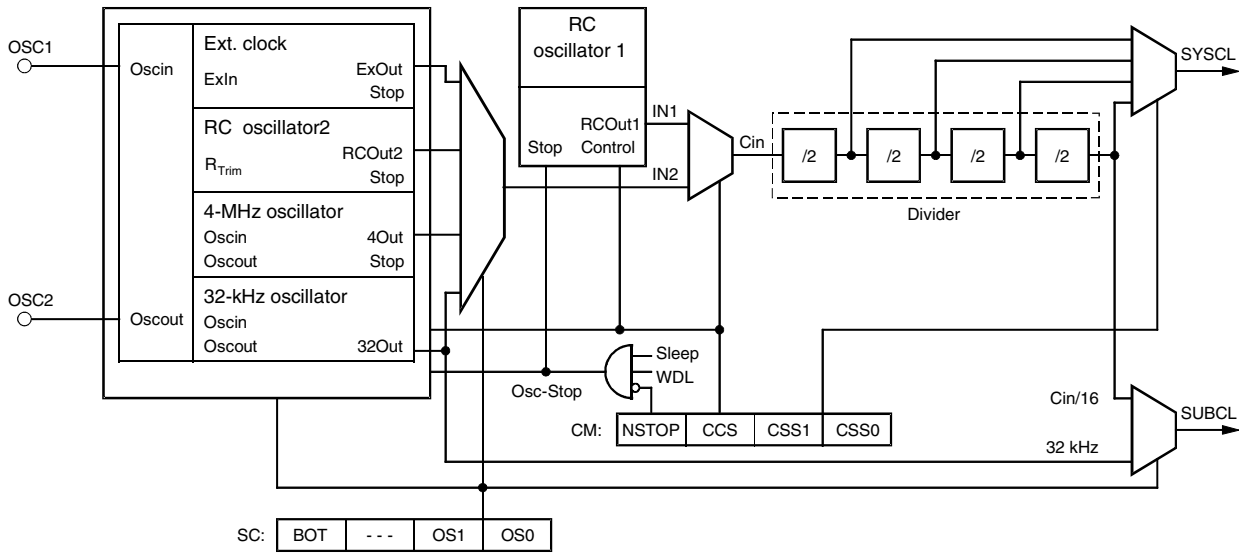 OSC1
OSC2
Oscin
Oscout
Ext. clock
ExIn
ExOut
Stop
RC oscillator2
RTrim
RCOut2
Stop
4-MHz oscillator
Oscin
4Out
Oscout
Stop
32-kHz oscillator
Oscin
Oscout
32Out
RC
oscillator 1
RCOut1
Stop
Control
IN1
IN2
Cin
/2
/2
/2
/2
Divider
SYSCL
Sleep
WDL
Osc-Stop
CM:
NSTOP
CCS
CSS1
CSS0
Cin/16
32 kHz
SUBCL
SC:
BOT
- - -
OS1
OS0